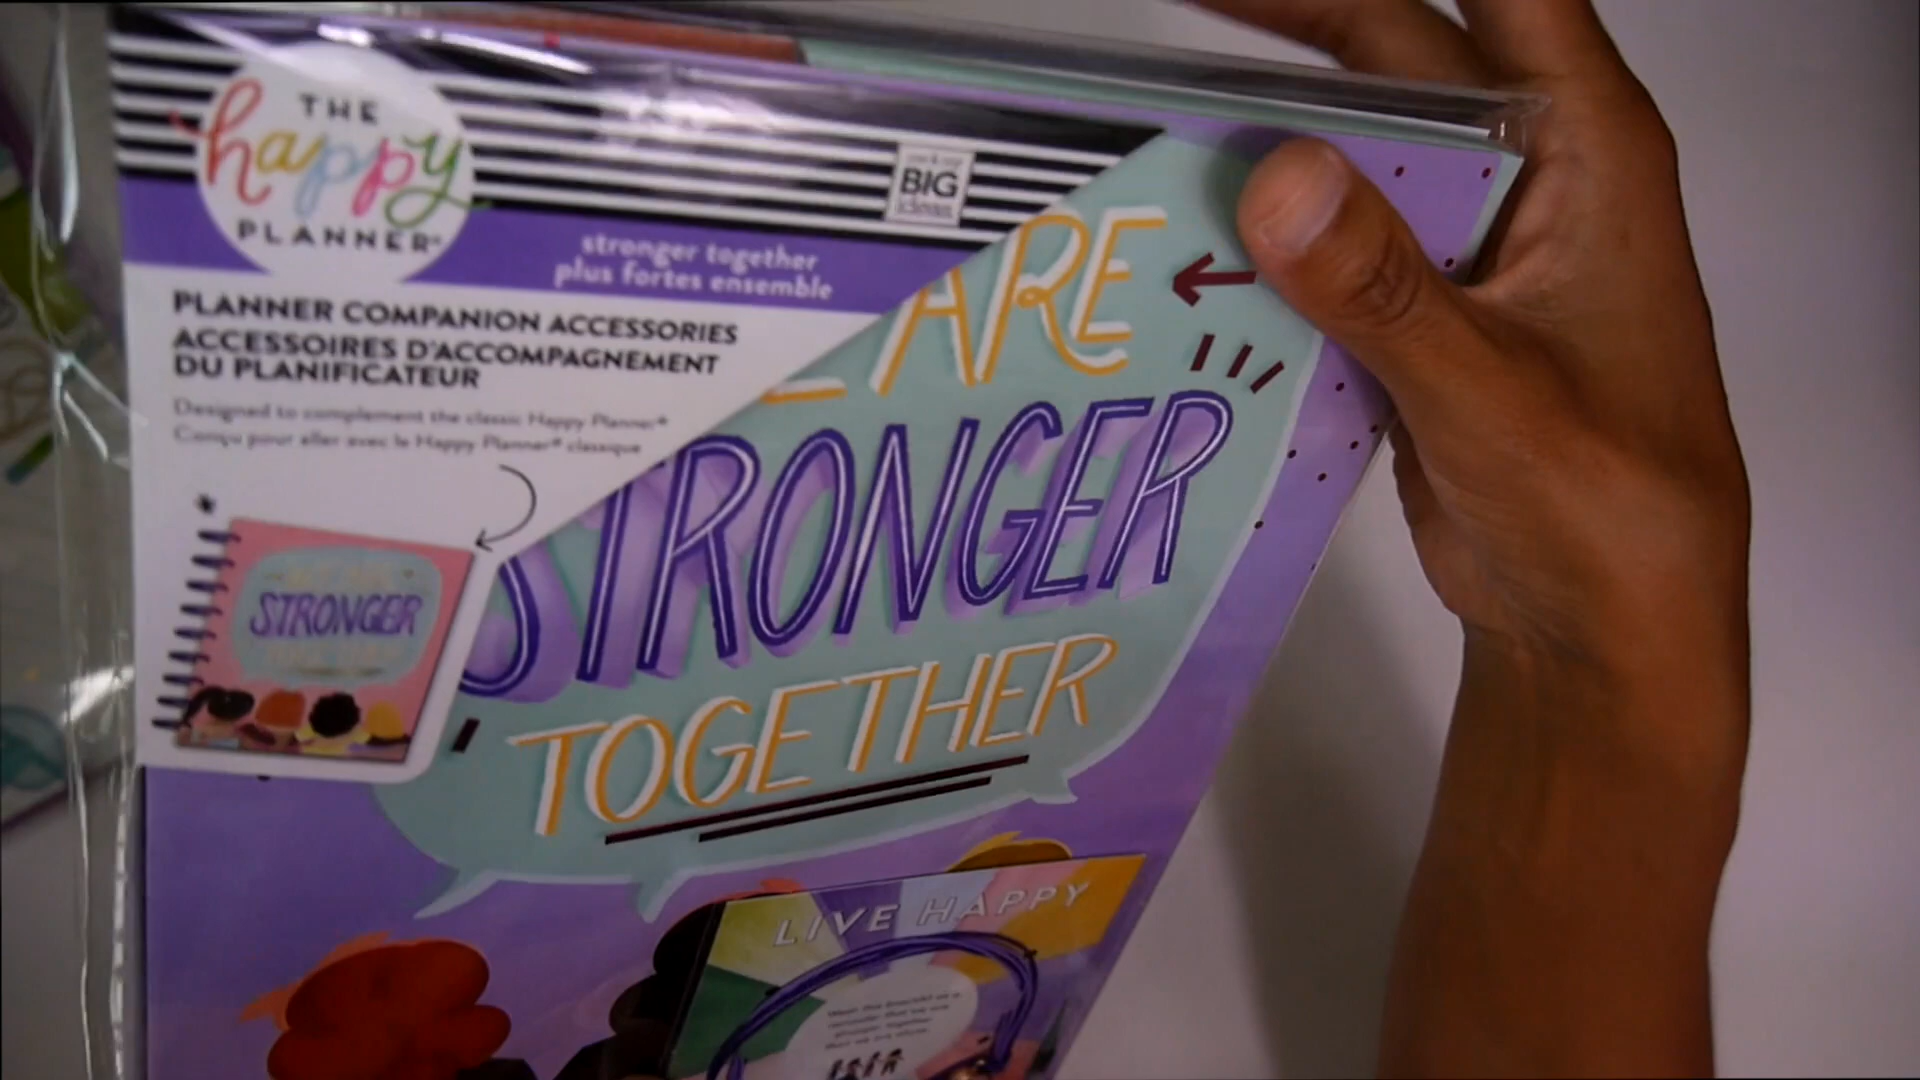 THE
happy
PLANNER®
me & my
BIG
ideas
stronger together
plus fortes ensemble
PLANNER COMPANION ACCESSORIES
ACCESSOIRES D'ACCOMPAGNEMENT
DU PLANIFICATEUR
Designed to complement the classic Happy Planner®
Conçu pour aller avec le Happy Planner® classique
STRONGER
ARE
STRONGER
TOGETHER
LIVE HAPPY